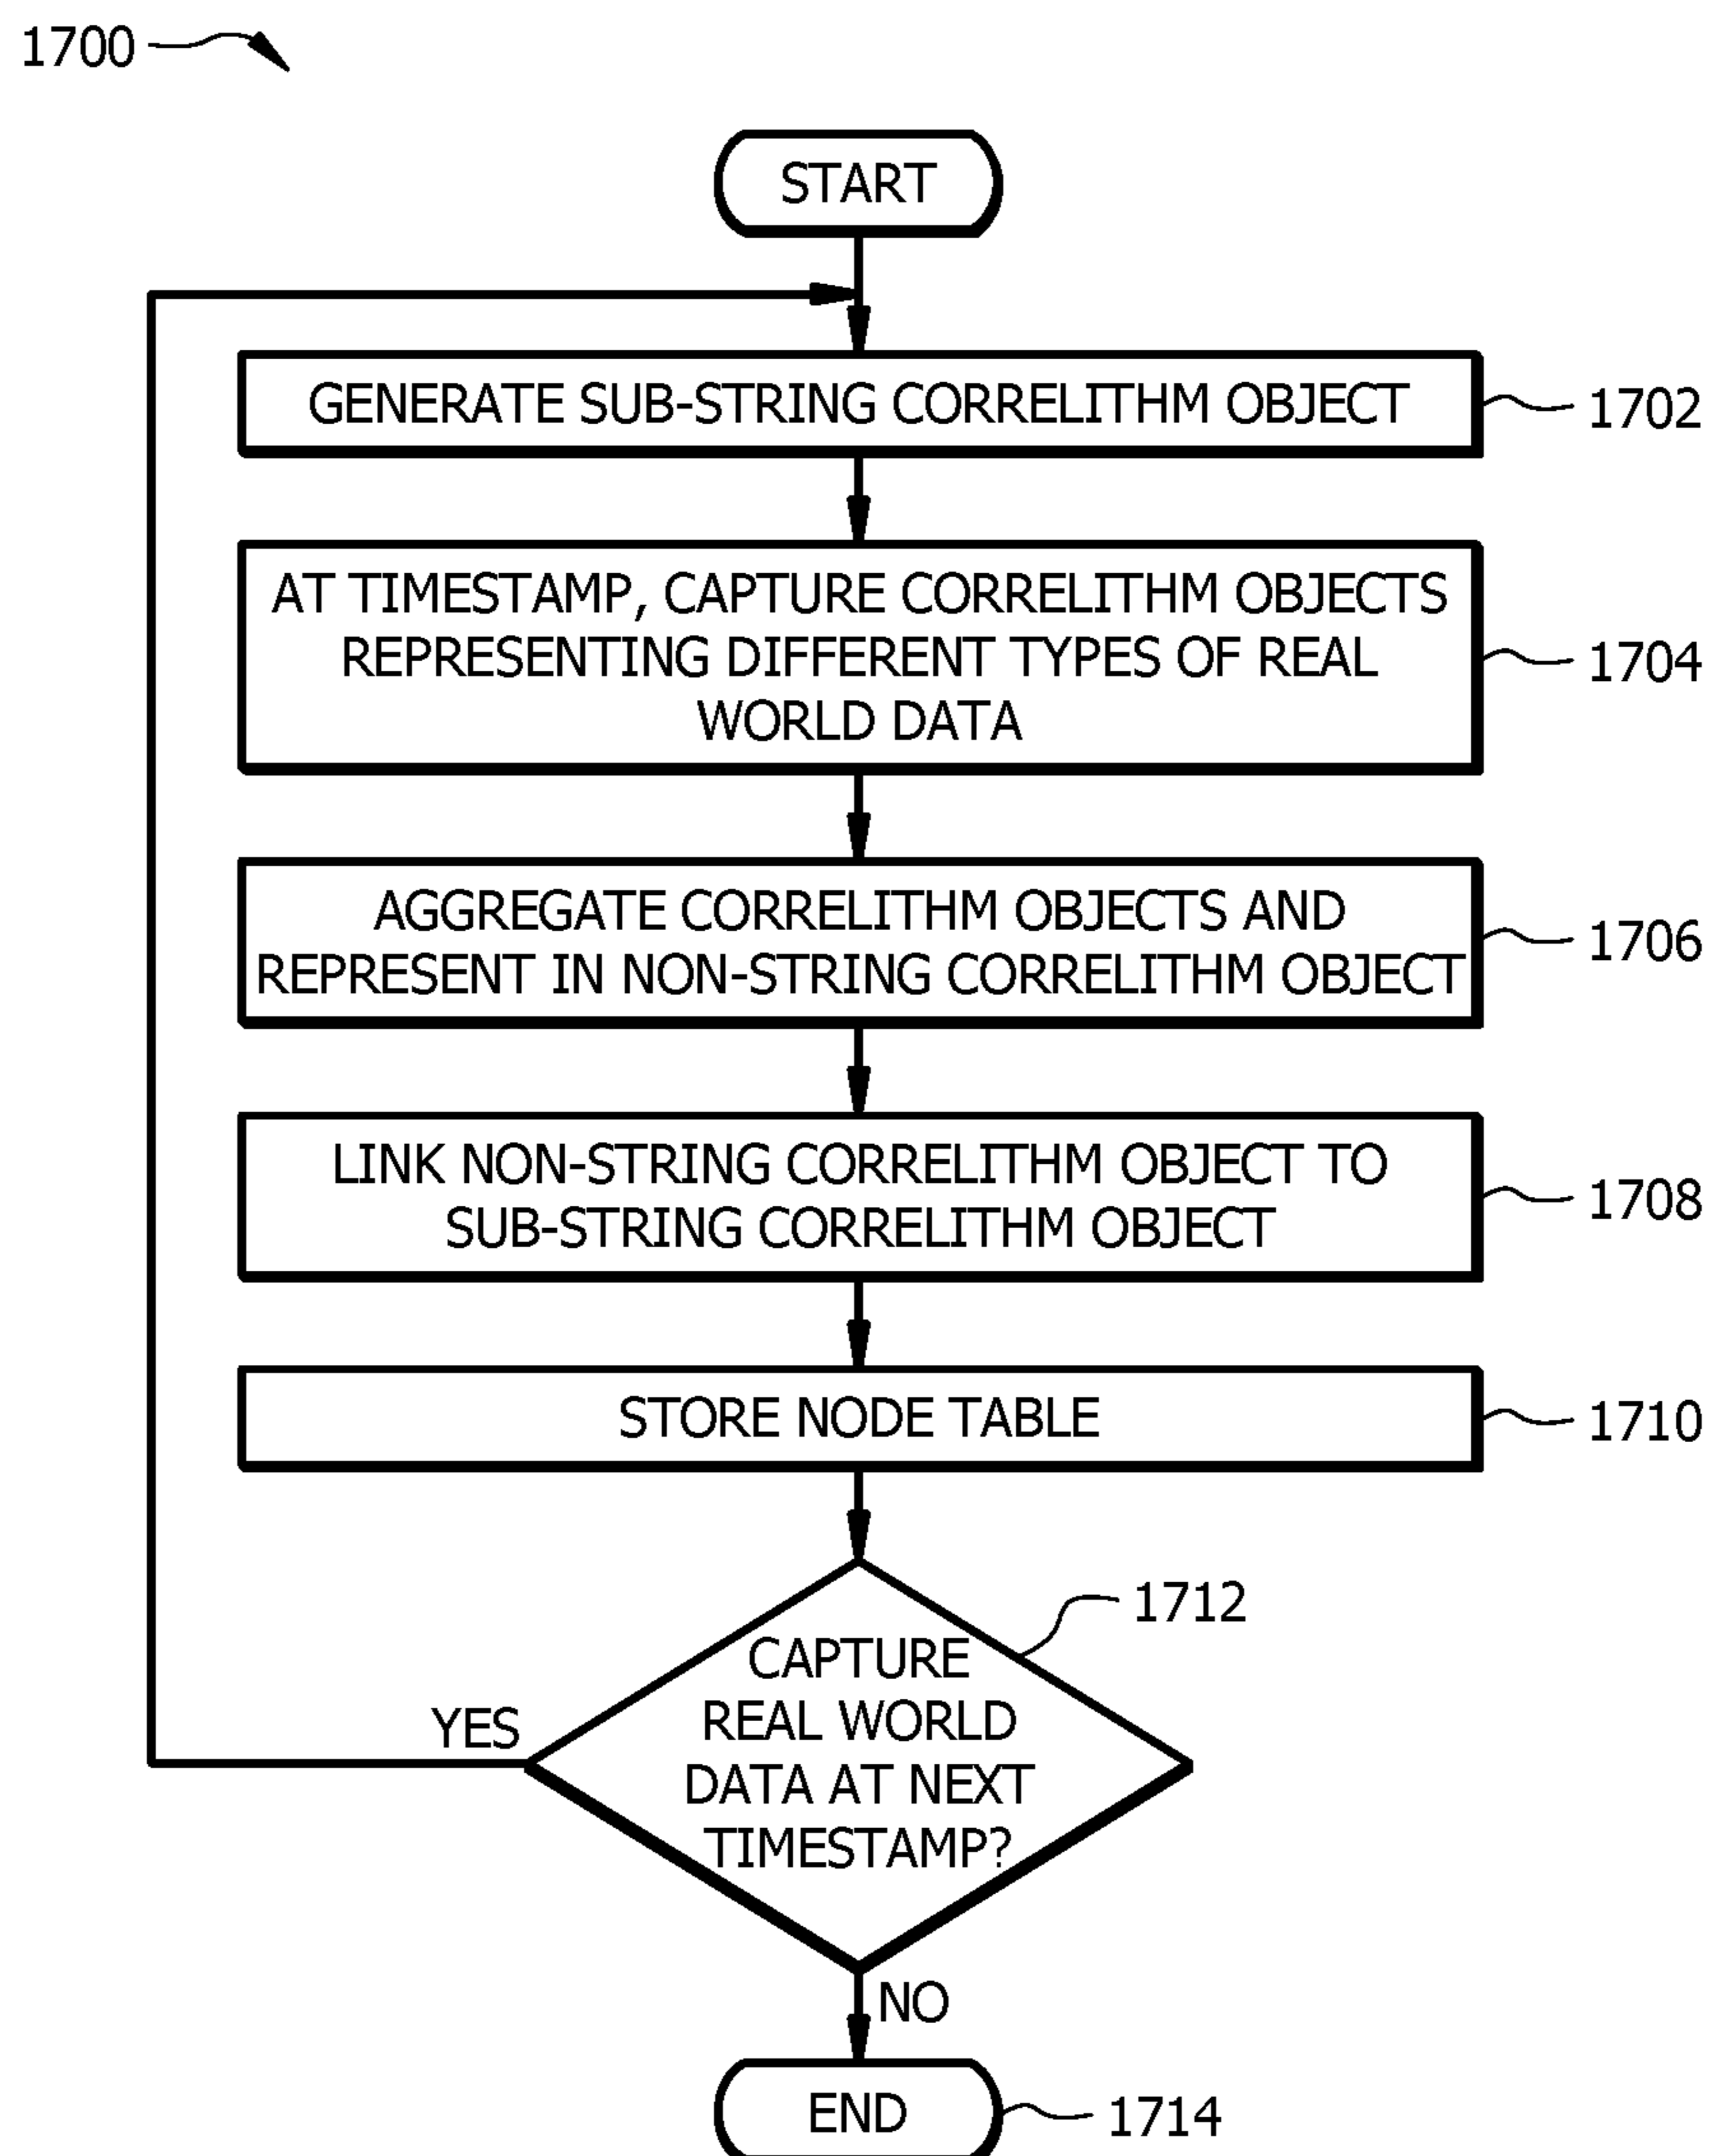 1700
START
GENERATE SUB-STRING CORRELITHM OBJECT
1702
AT TIMESTAMP, CAPTURE CORRELITHM OBJECTS
REPRESENTING DIFFERENT TYPES OF REAL
WORLD DATA
1704
AGGREGATE CORRELITHM OBJECTS AND
REPRESENT IN NON-STRING CORRELITHM OBJECT
1706
LINK NON-STRING CORRELITHM OBJECT TO
SUB-STRING CORRELITHM OBJECT
1708
STORE NODE TABLE
1710
1712
CAPTURE
REAL WORLD
DATA AT NEXT
TIMESTAMP?
YES
NO
END
1714